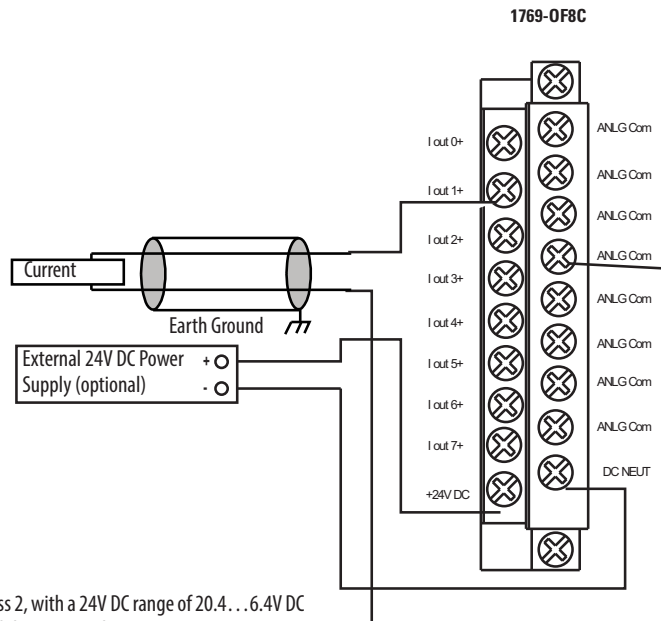 1769-OF8C
I out 0+
ANLG Com
I out 1+
ANLG Com
I out 2+
ANLG Com
I out 3+
ANLG Com
I out 4+
ANLG Com
I out 5+
ANLG Com
I out 6+
ANLG Com
I out 7+
ANLG Com
+24V DC
DC NEUT
Current
Earth Ground
External 24V DC Power +
Supply (optional) -
ss 2, with a 24V DC range of 20.4...6.4V DC